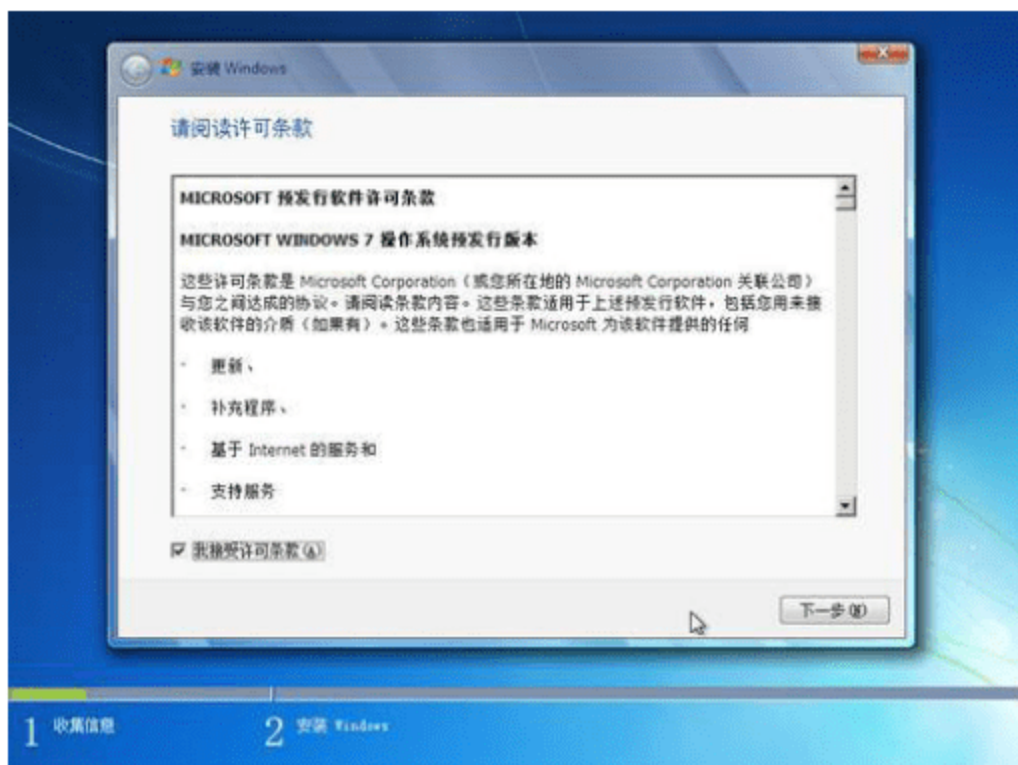 安装 Windows
请阅读许可条款
MICROSOFT 预发行软件许可条款
MICROSOFT WINDOWS 7 操作系统预发行版本
这些许可条款是 Microsoft Corporation（或您所在地的 Microsoft Corporation 关联公司）
与您之间达成的协议。请阅读条款内容。这些条款适用于上述预发行软件，包括您用来接
收该软件的介质（如果有）。这些条款也适用于 Microsoft 为该软件提供的任何
· 更新、
· 补充程序、
· 基于 Internet 的服务和
· 支持服务
我接受许可条款(A)
下一步(N)
1 收集信息
2 安装 Windows